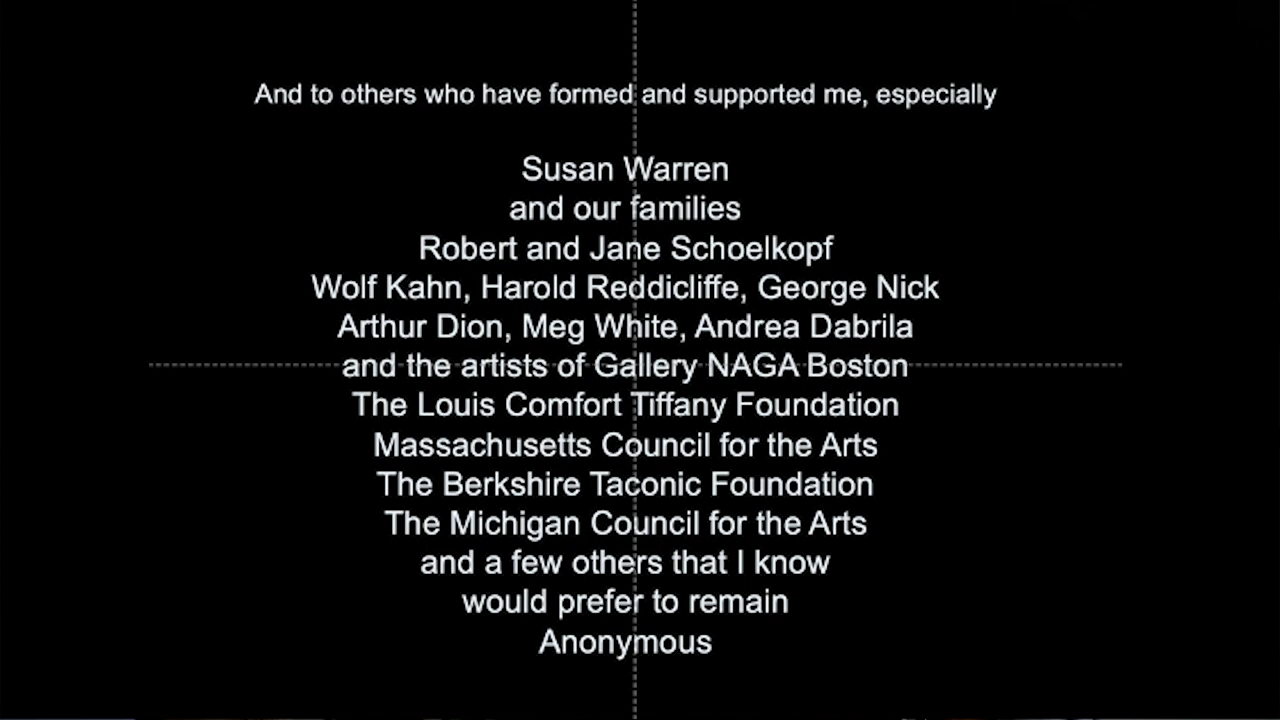 And to others who have formed and supported me, especially
Susan Warren
and our families
Robert and Jane Schoelkopf
Wolf Kahn, Harold Reddicliffe, George Nick
Arthur Dion, Meg White, Andrea Dabrila
and the artists of Gallery NAGA Boston
The Louis Comfort Tiffany Foundation
Massachusetts Council for the Arts
The Berkshire Taconic Foundation
The Michigan Council for the Arts
and a few others that I know
would prefer to remain
Anonymous